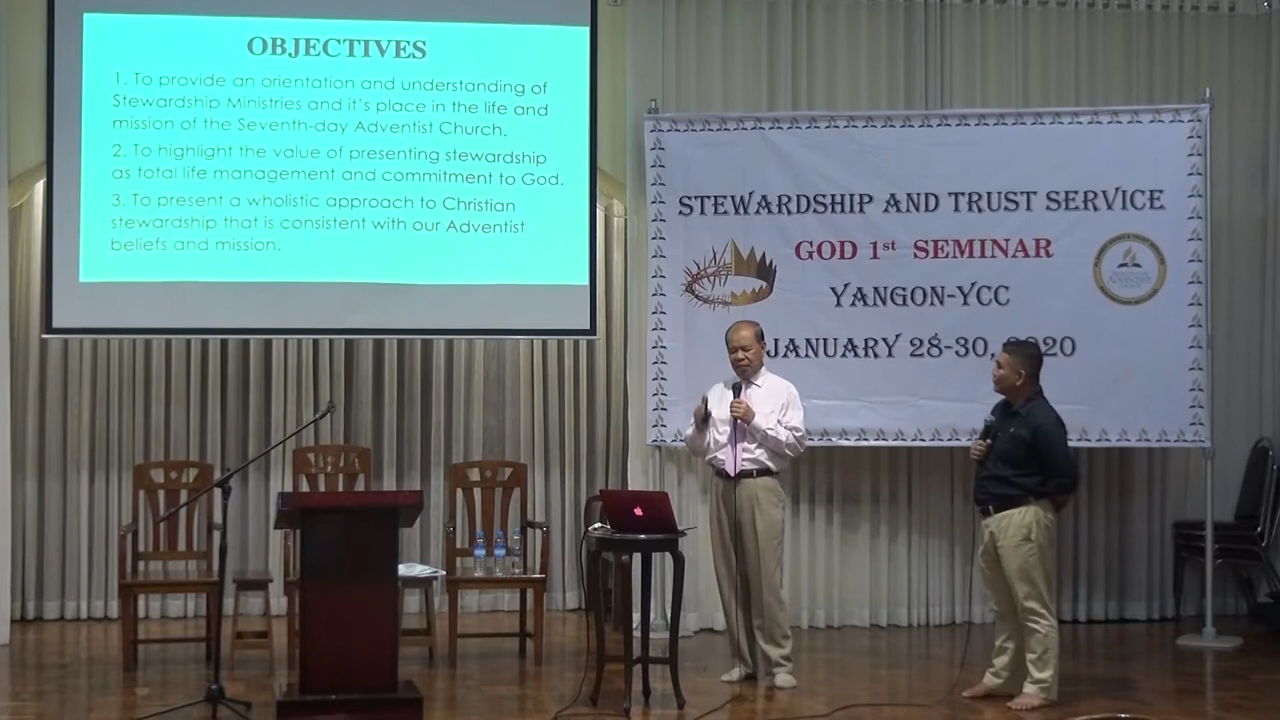 OBJECTIVES
1. To provide an orientation and understanding of
Stewardship Ministries and it's place in the life and
mission of the Seventh-day Adventist Church.
2. To highlight the value of presenting stewardship
as total life management and commitment to God.
3. To present a wholistic approach to Christian
stewardship that is consistent with our Adventist
beliefs and mission.
STEWARDSHIP AND TRUST SERVICE
GOD 1st SEMINAR
YANGON-YCC
JANUARY 28-30, 2020
ADVENTIST